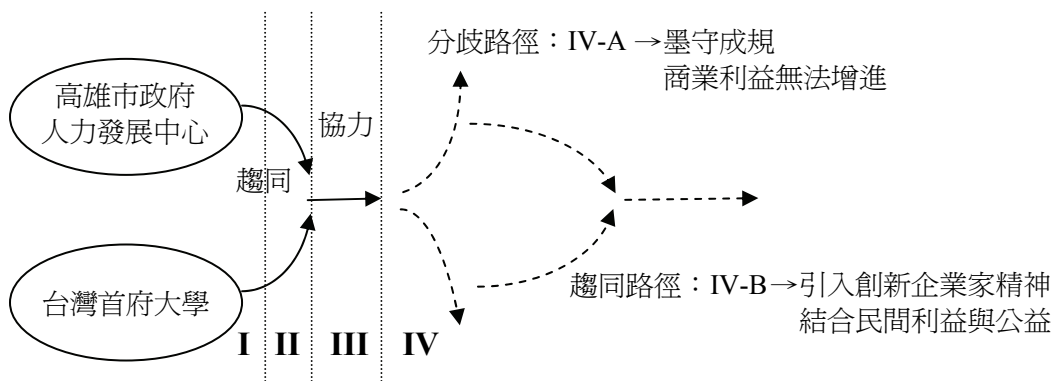 分歧路徑：IV-A →墨守成規
商業利益無法增進
高雄市政府
人力發展中心
協力
趨同
台灣首府大學
趨同路徑：IV-B→引入創新企業家精神
結合民間利益與公益
I II III IV